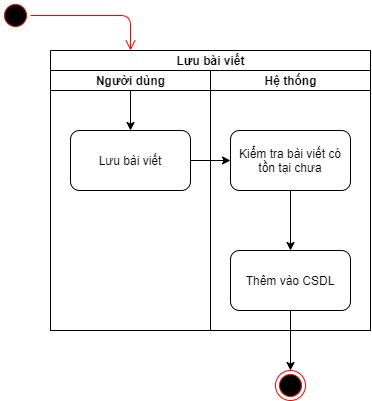 Lưu bài viết
Người dùng
Hệ thống
Lưu bài viết
Kiểm tra bài viết có
tồn tại chưa
Thêm vào CSDL